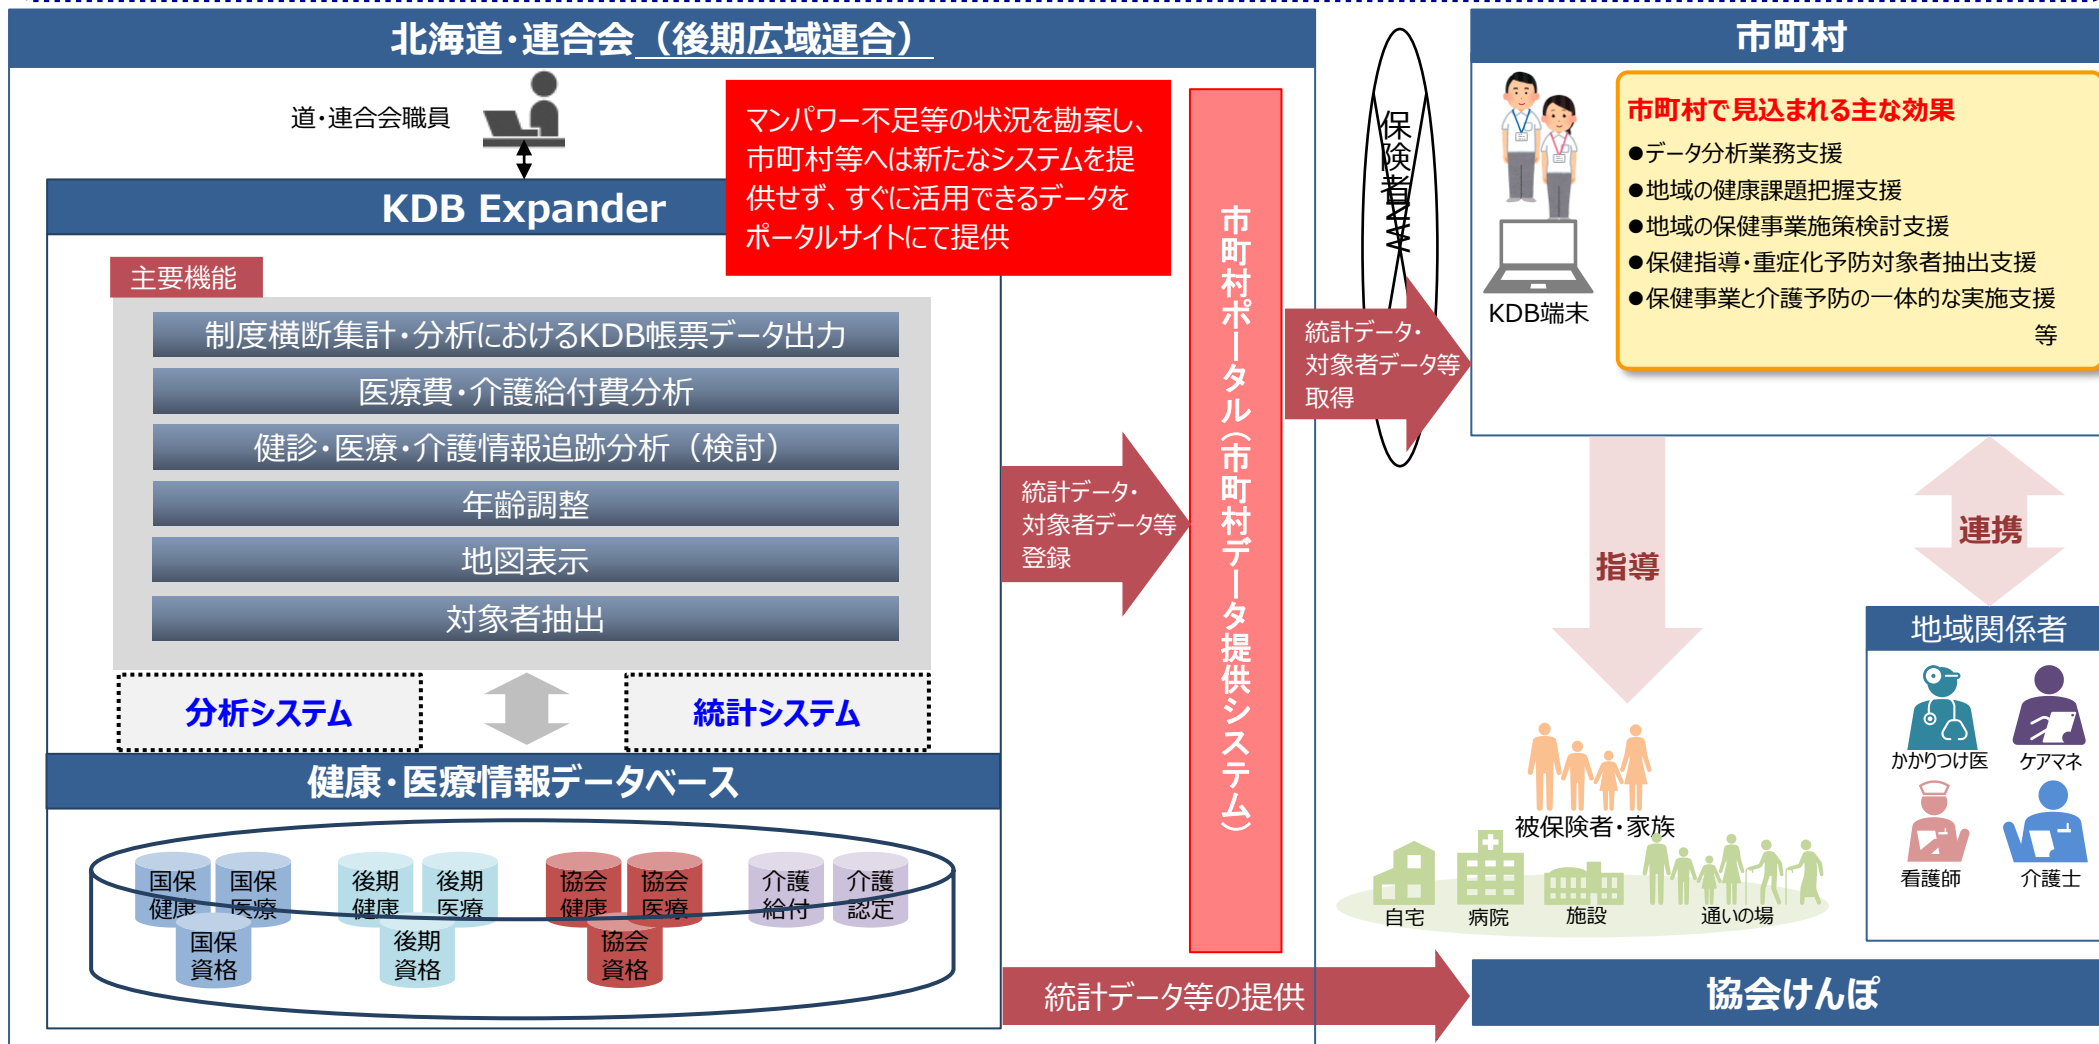 北海道・連合会（後期広域連合）
道・連合会職員
マンパワー不足等の状況を勘案し、
市町村等へは新たなシステムを提
供せず、すぐに活用できるデータを
ポータルサイトにて提供
KDB Expander
主要機能
制度横断集計・分析におけるKDB帳票データ出力
医療費・介護給付費分析
健診・医療・介護情報追跡分析（検討）
年齢調整
地図表示
対象者抽出
分析システム
統計システム
健康・医療情報データベース
国保
健康
国保
医療
国保
資格
後期
健康
後期
医療
後期
資格
協会
健康
協会
医療
協会
資格
介護
給付
介護
認定
統計データ・
対象者データ等
登録
市町村ポータル（市町村データ提供システム）
保険者NW
統計データ・
対象者データ等
取得
統計データ等の提供
市町村
KDB端末
市町村で見込まれる主な効果
●データ分析業務支援
●地域の健康課題把握支援
●地域の保健事業施策検討支援
●保健指導・重症化予防対象者抽出支援
●保健事業と介護予防の一体的な実施支援
等
指導
連携
地域関係者
かかりつけ医
ケアマネ
看護師
介護士
被保険者・家族
自宅
病院
施設
通いの場
協会けんぽ